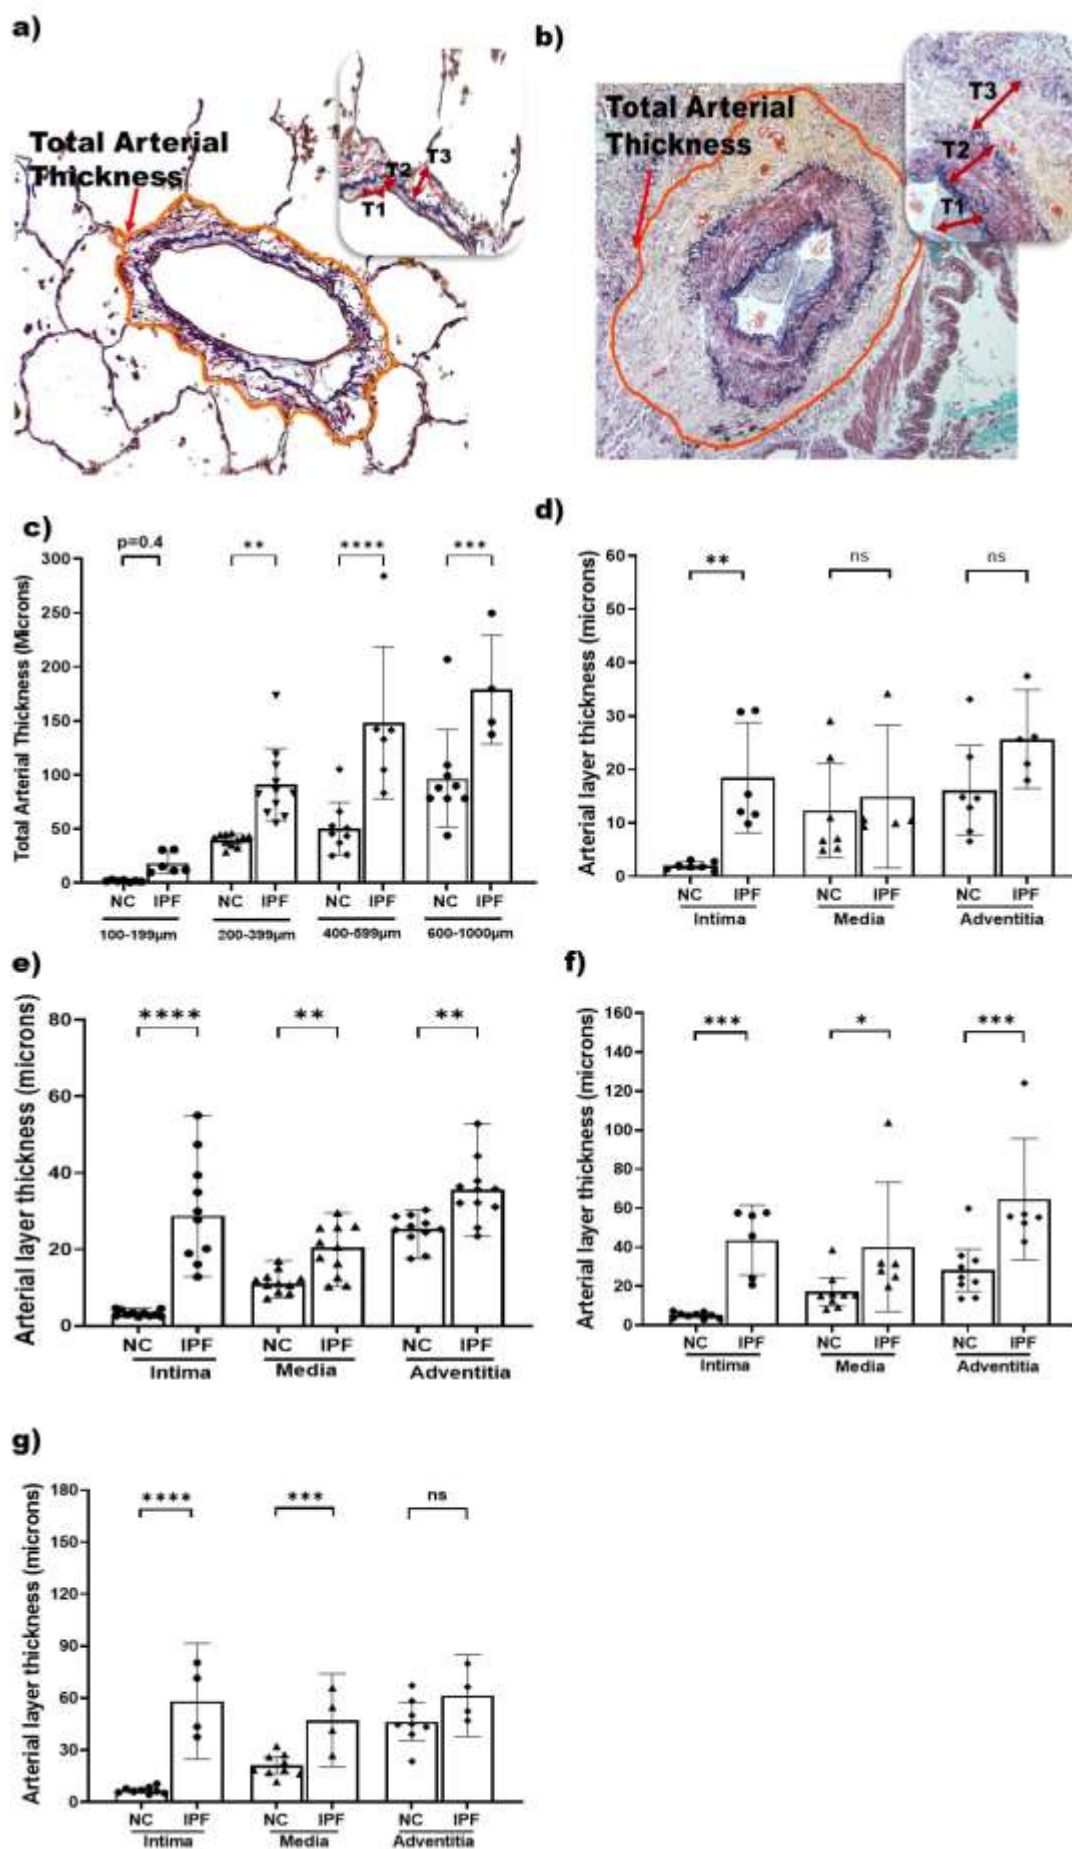 a)
Total Arterial
Thickness
T1
T2
T3
b)
Total Arterial
Thickness
T3
T2
T1
c)
p=0.4
**
****
***
Total Arterial Thickness (Microns)
300
250
200
150
100
50
0
NC IPF NC IPF NC IPF NC IPF
100-199µm 200-399µm 400-599µm 600-1000µm
d)
** ns ns
Arterial layer thickness (microns)
60
50
40
30
20
10
0
NC IPF NC IPF NC IPF
Intima Media Adventitia
e)
**** ** **
Arterial layer thickness (microns)
80
60
40
20
0
NC IPF NC IPF NC IPF
Intima Media Adventitia
f)
*** * ***
Arterial layer thickness (microns)
160
140
120
100
80
60
40
20
0
NC IPF NC IPF NC IPF
Intima Media Adventitia
g)
**** *** ns
Arterial layer thickness (microns)
180
150
120
90
60
30
0
NC IPF NC IPF NC IPF
Intima Media Adventitia